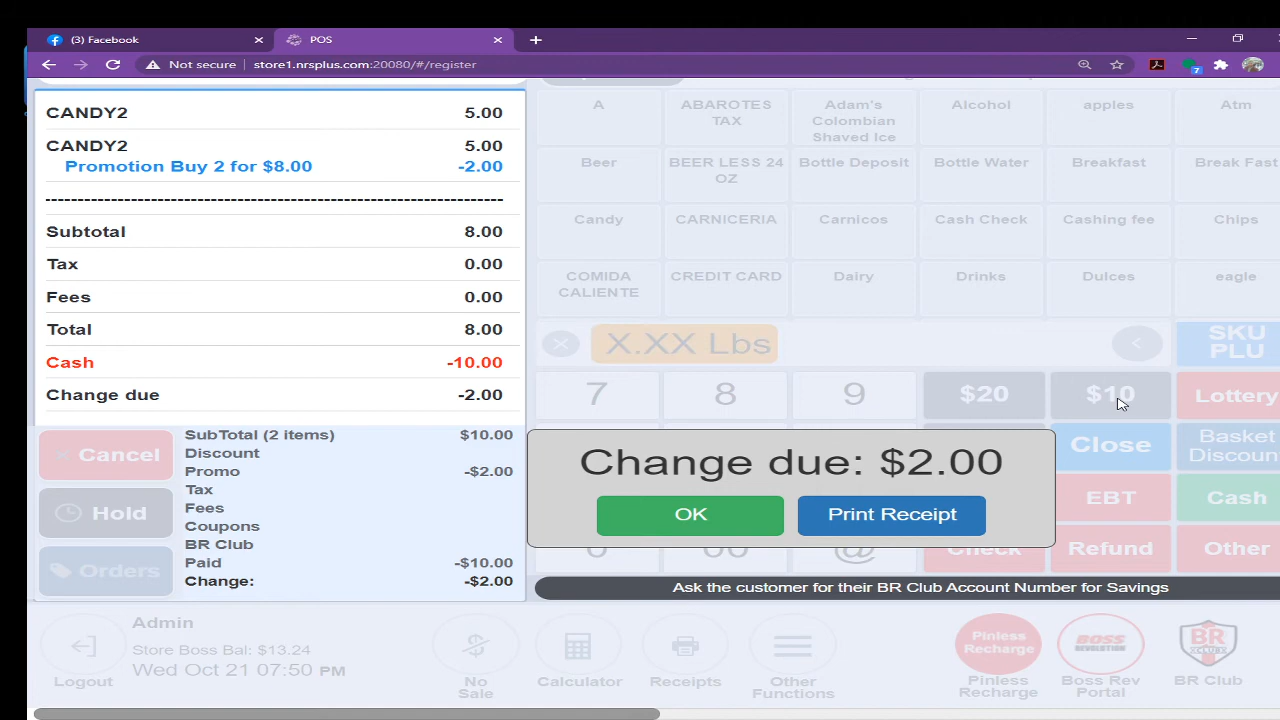 (3) Facebook
POS
Not secure
store1.nrsplus.com:20080/#/register
7
CANDY2 5.00
CANDY2 5.00
Promotion Buy 2 for $8.00 -2.00
--------------------------------------------------------------------
Subtotal 8.00
Tax 0.00
Fees 0.00
Total 8.00
Cash -10.00
Change due -2.00
Cancel
Hold
Orders
SubTotal (2 items) $10.00
Discount
Promo -$2.00
Tax
Fees
Coupons
BR Club
Paid -$10.00
Change: -$2.00
A
ABAROTES
TAX
Adam's
Colombian
Shaved Ice
Alcohol
apples
Atm
Beer
BEER LESS 24
OZ
Bottle Deposit
Bottle Water
Breakfast
Break Fast
Candy
CARNICERIA
Carnicos
Cash Check
Cashing fee
Chips
COMIDA
CALIENTE
CREDIT CARD
Dairy
Drinks
Dulces
eagle
X.XX Lbs
<
SKU
PLU
7
8
9
$20
$10
Lottery
Change due: $2.00
OK
Print Receipt
Close
Basket
Discount
EBT
Cash
@
Check
Refund
Other
Ask the customer for their BR Club Account Number for Savings
Admin
Store Boss Bal: $13.24
Wed Oct 21 07:50 PM
Logout
No
Sale
Calculator
Receipts
Other
Functions
Pinless
Recharge
Pinless
Recharge
BOSS
REVOLUTION
Boss Rev
Portal
BR
CLUB
BR Club